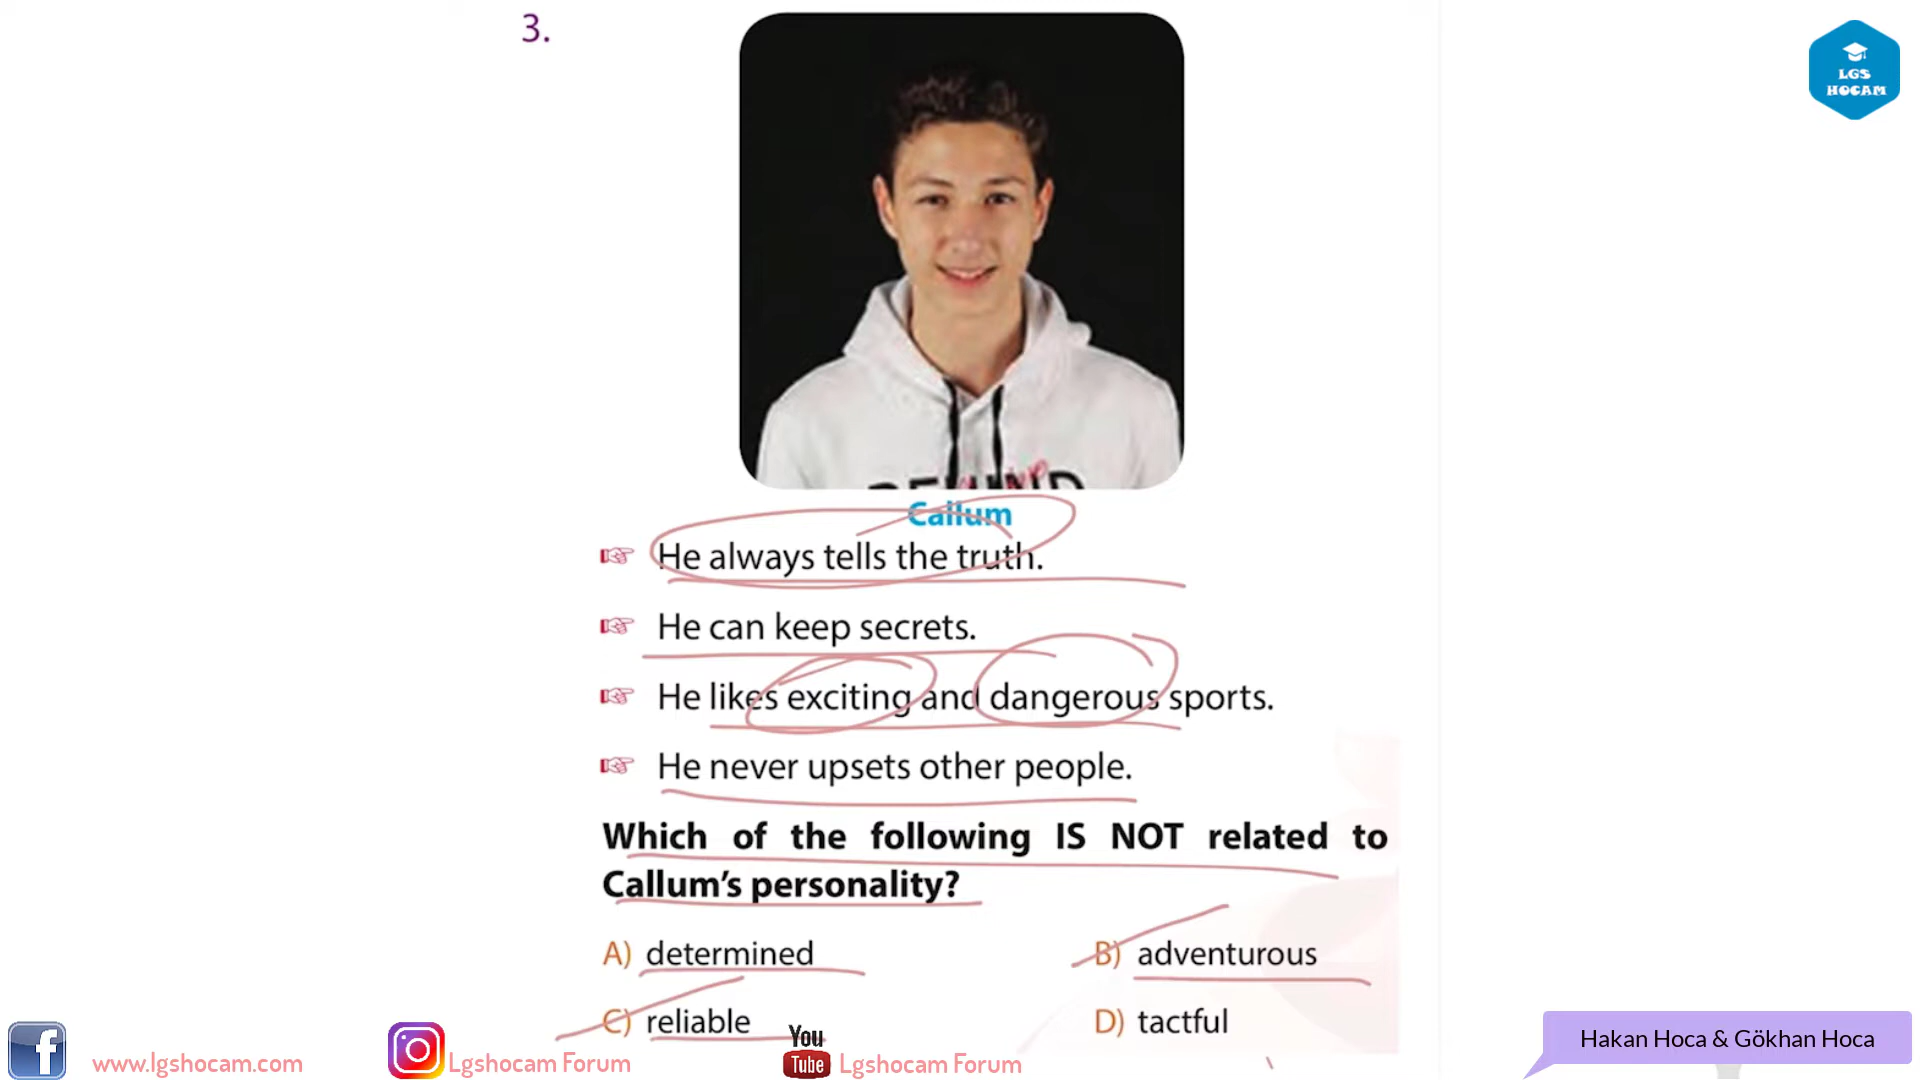 3.
LGS
HOCAM
Callum
He always tells the truth.
He can keep secrets.
He likes exciting and dangerous sports.
He never upsets other people.
Which of the following IS NOT related to
Callum's personality?
A) determined
B) adventurous
C) reliable
D) tactful
www.lgshocam.com
Lgshocam Forum
You
Tube
Lgshocam Forum
Hakan Hoca & Gökhan Hoca